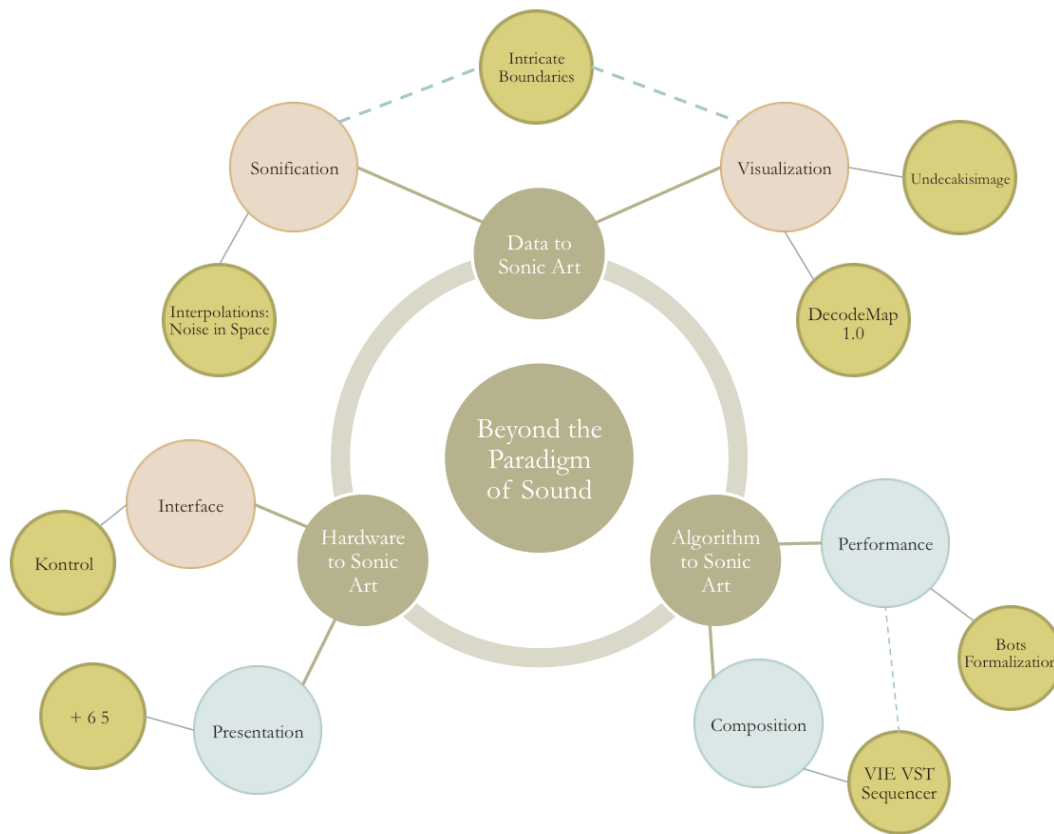 Intricate
Boundaries
Sonification
Visualization
Undecakisimage
Data to
Sonic Art
Interpolations:
Noise in Space
DecodeMap
1.0
Beyond the
Paradigm
of Sound
Interface
Kontrol
Hardware
to Sonic
Art
Algorithm
to Sonic
Art
Performance
Bots
Formalization
+ 6 5
Presentation
Composition
VIE VST
Sequencer